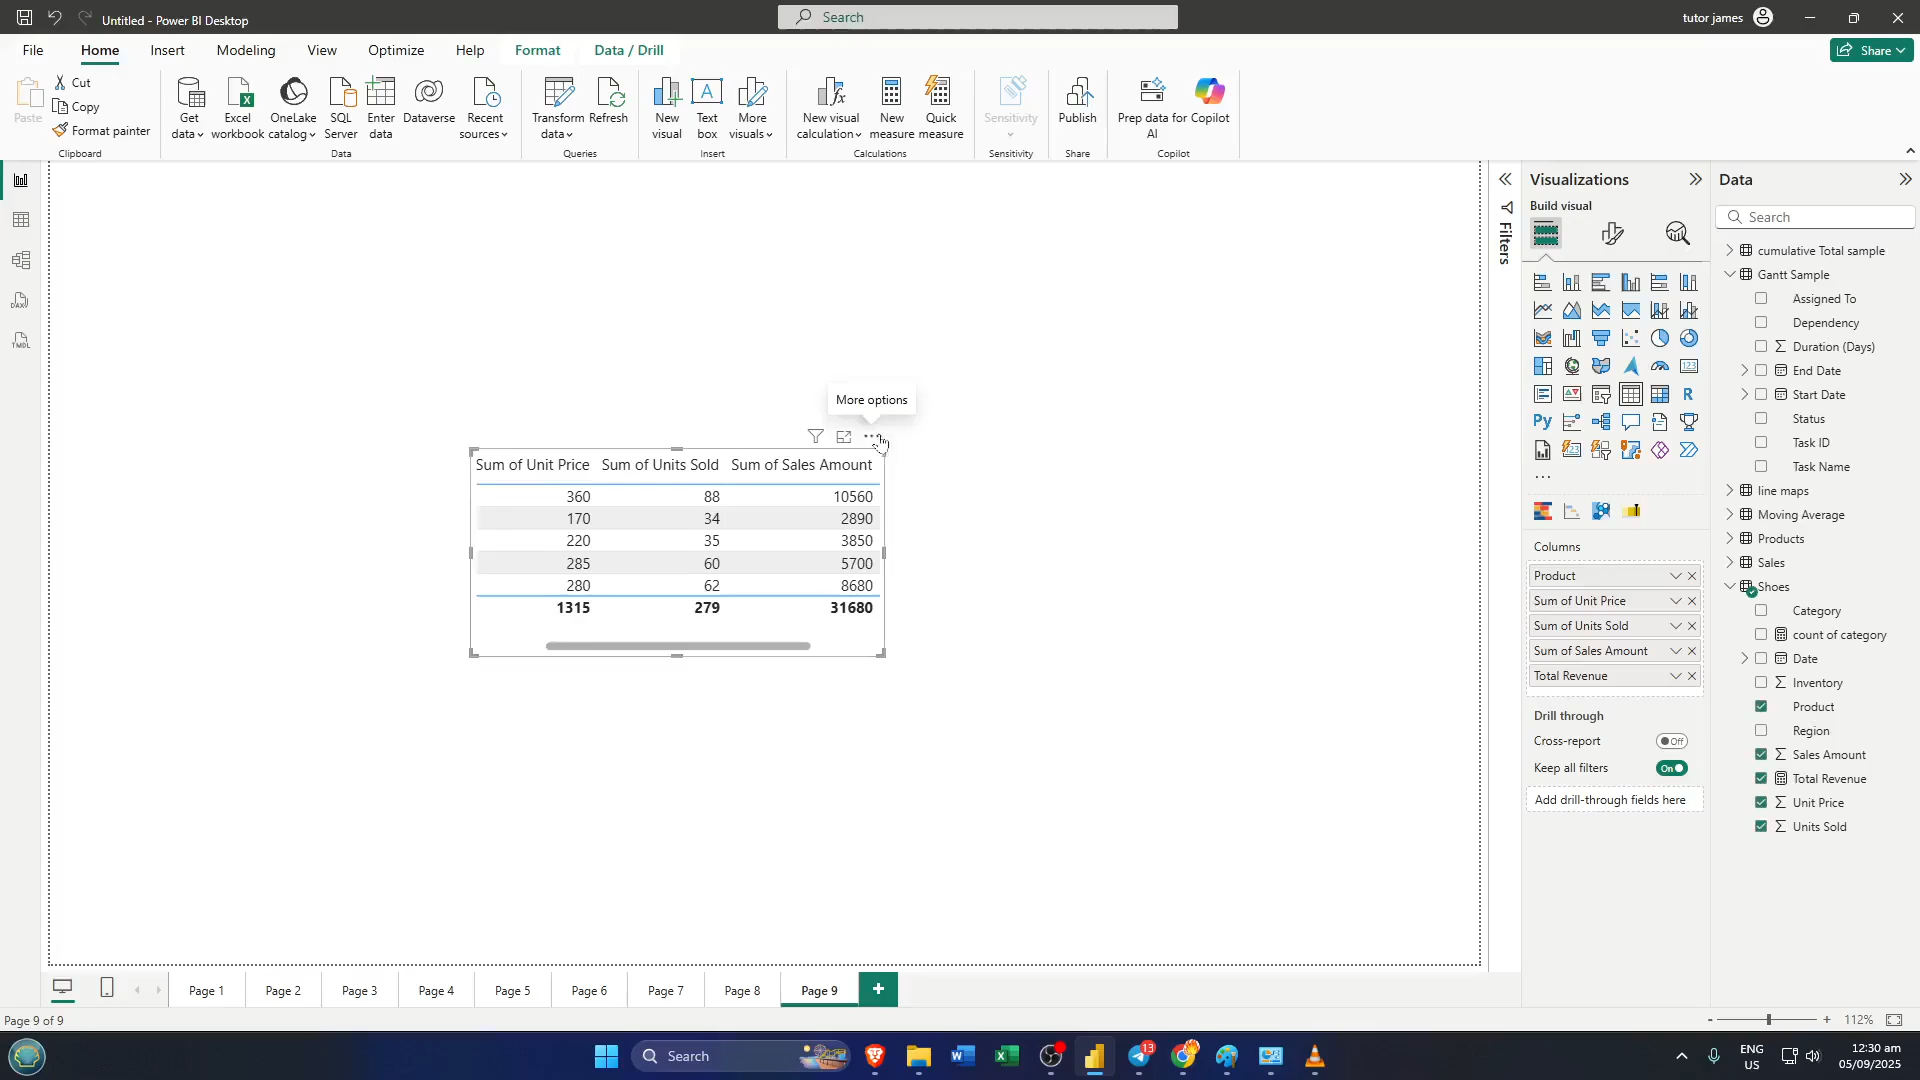 Untitled - Power BI Desktop
Search
tutor james
File
Home
Insert
Modeling
View
Optimize
Help
Format
Data / Drill
Share
Paste
Cut
Copy
Format painter
Clipboard
Get data
Excel workbook
OneLake catalog
SQL Server
Enter data
Dataverse
Recent sources
Data
Transform data
Refresh
Queries
New visual
Text box
More visuals
Insert
New visual calculation
New measure
Quick measure
Calculations
Sensitivity
Sensitivity
Publish
Share
Prep data for AI
Copilot
Copilot
More options
Sum of Unit Price Sum of Units Sold Sum of Sales Amount
360 88 10560
170 34 2890
220 35 3850
285 60 5700
280 62 8680
1315 279 31680
Filters
Visualizations
Build visual
Columns
Product
Sum of Unit Price
Sum of Units Sold
Sum of Sales Amount
Total Revenue
Drill through
Cross-report
Off
Keep all filters
On
Add drill-through fields here
Data
Search
cumulative Total sample
Gantt Sample
Assigned To
Dependency
Duration (Days)
End Date
Start Date
Status
Task ID
Task Name
line maps
Moving Average
Products
Sales
Shoes
Category
count of category
Date
Inventory
Product
Region
Sales Amount
Total Revenue
Unit Price
Units Sold
DAX
TMDL
R
Py
123
Page 1
Page 2
Page 3
Page 4
Page 5
Page 6
Page 7
Page 8
Page 9
Page 9 of 9
- + 112%
Search
13
ENG
US
12:30 am
05/09/2025